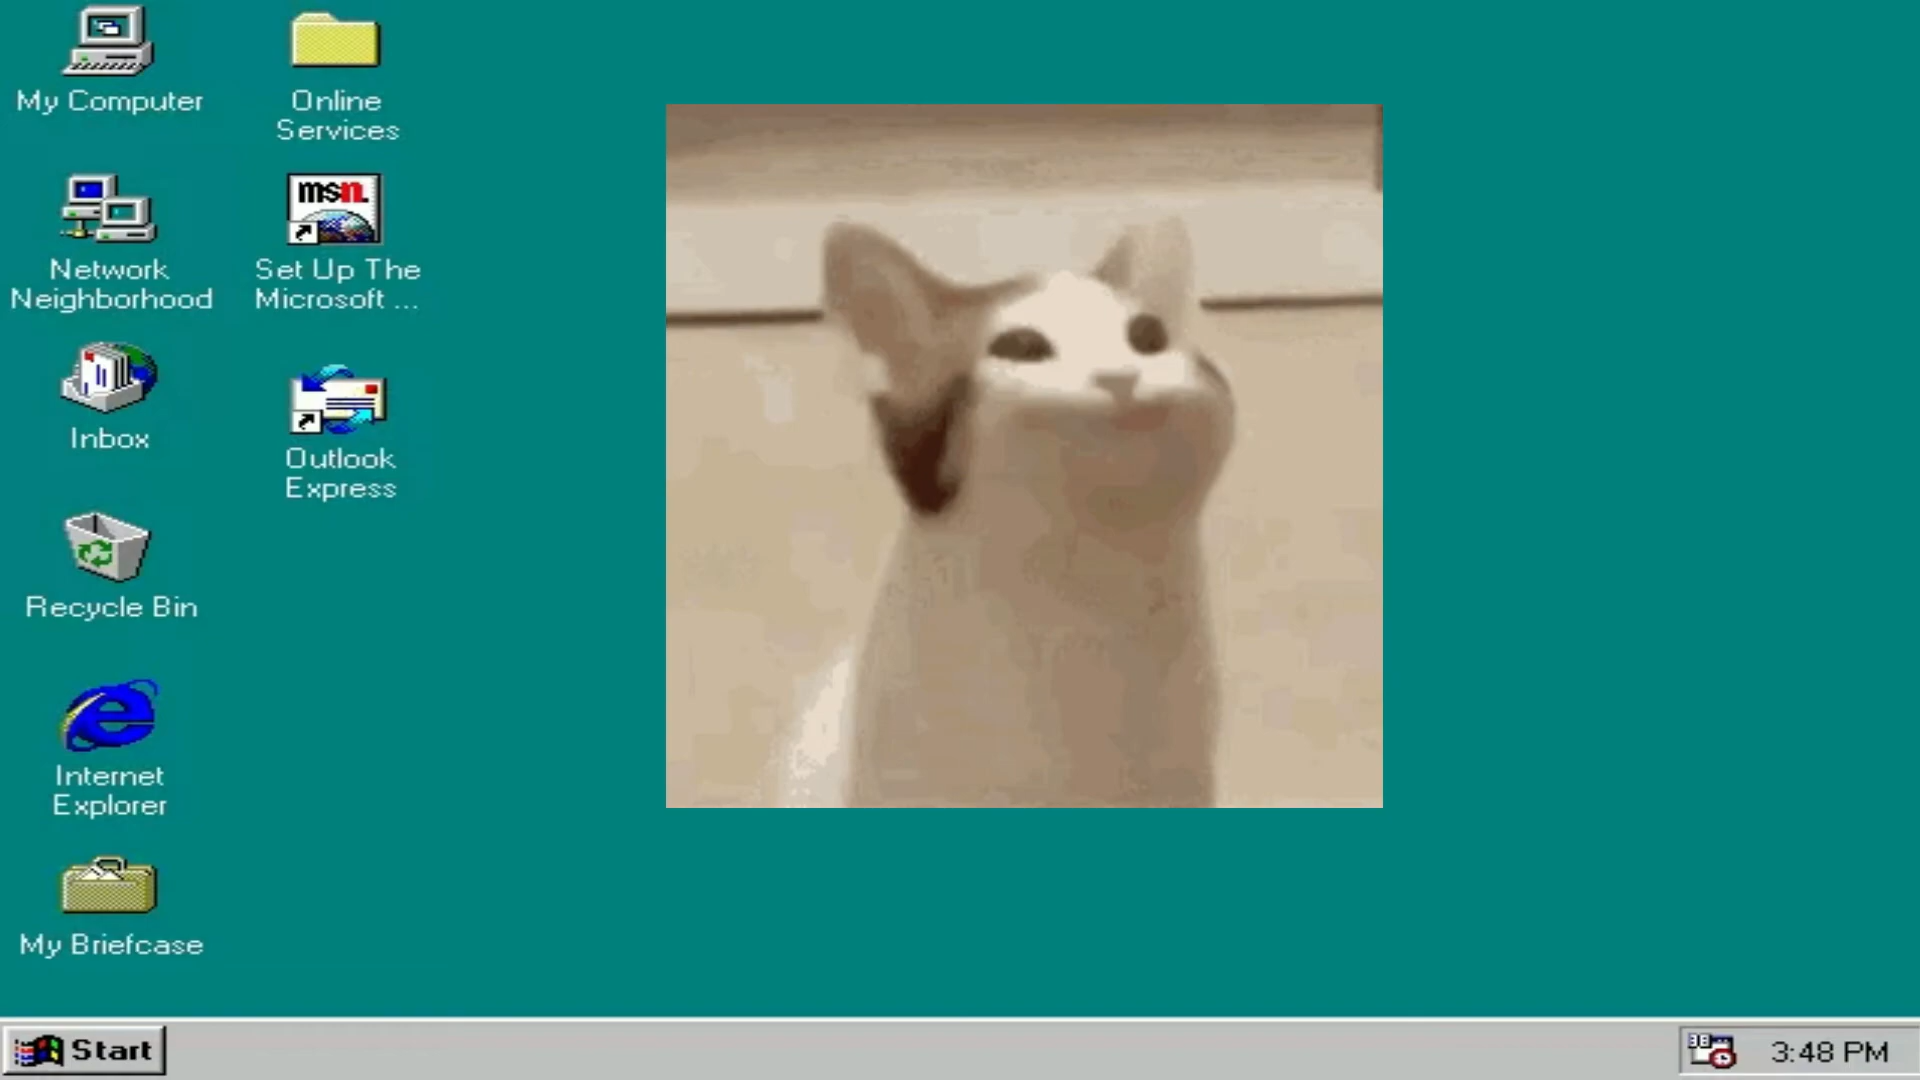 My Computer
Online
Services
msn.
Network
Neighborhood
Set Up The
Microsoft ...
Inbox
Outlook
Express
Recycle Bin
Internet
Explorer
My Briefcase
Start
3:48 PM